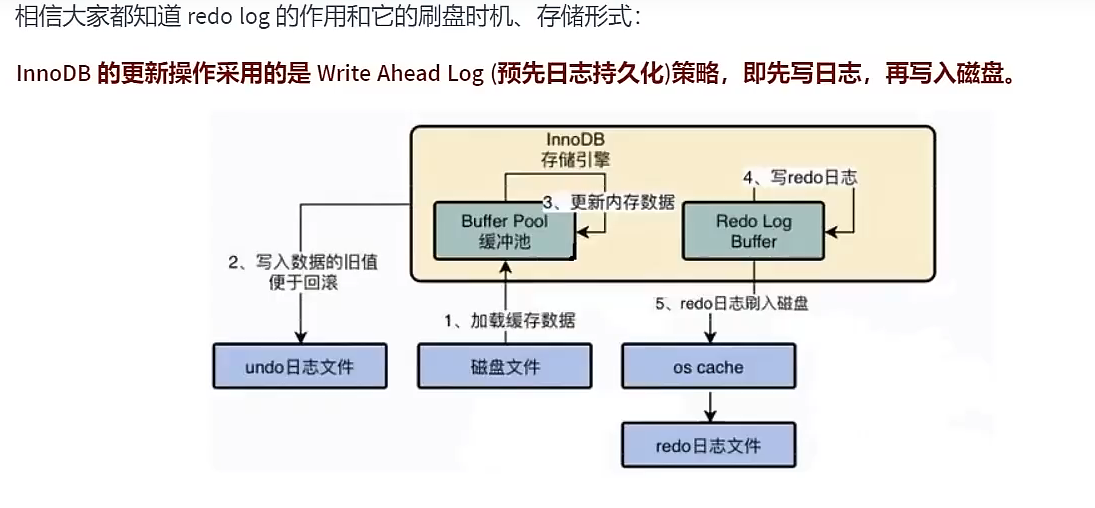 相信大家都知道 redo log 的作用和它的刷盘时机、存储形式：
InnoDB 的更新操作采用的是 Write Ahead Log (预先日志持久化)策略，即先写日志，再写入磁盘。
InnoDB
存储引擎
4、写redo日志
3、更新内存数据
Buffer Pool
缓冲池
Redo Log
Buffer
2、写入数据的旧值
便于回滚
5、redo日志刷入磁盘
1、加载缓存数据
undo日志文件
磁盘文件
os cache
redo日志文件